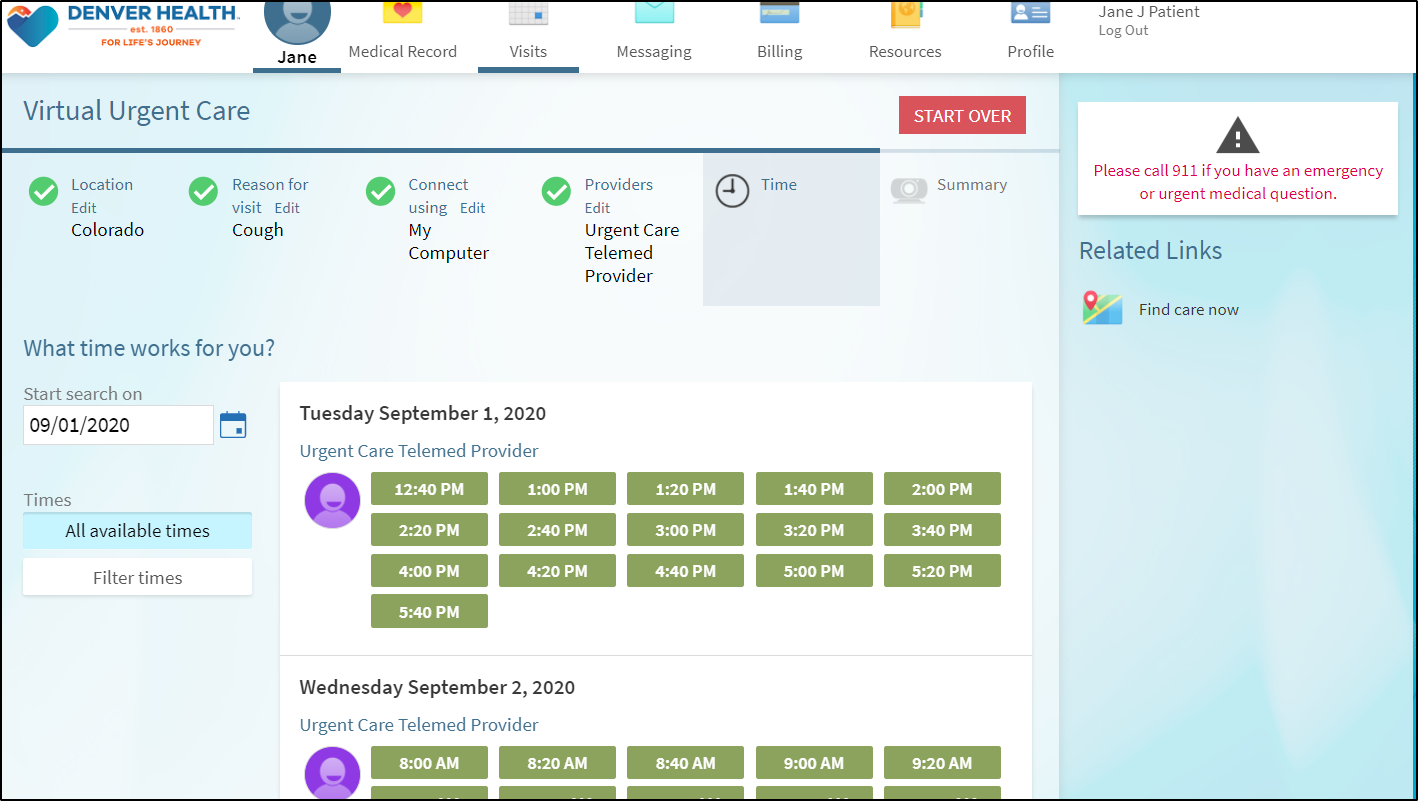 DENVER HEALTH™
est. 1860
FOR LIFE'S JOURNEY
Jane
Medical Record
Visits
Messaging
Billing
Resources
Profile
Jane J Patient
Log Out
Virtual Urgent Care
START OVER
Location
Edit
Colorado
Reason for
visit Edit
Cough
Connect
using Edit
My
Computer
Providers
Edit
Urgent Care
Telemed
Provider
Time
Summary
What time works for you?
Start search on
09/01/2020
Times
All available times
Filter times
Tuesday September 1, 2020
Urgent Care Telemed Provider
12:40 PM 1:00 PM 1:20 PM 1:40 PM 2:00 PM
2:20 PM 2:40 PM 3:00 PM 3:20 PM 3:40 PM
4:00 PM 4:20 PM 4:40 PM 5:00 PM 5:20 PM
5:40 PM
Wednesday September 2, 2020
Urgent Care Telemed Provider
8:00 AM 8:20 AM 8:40 AM 9:00 AM 9:20 AM
Please call 911 if you have an emergency
or urgent medical question.
Related Links
Find care now